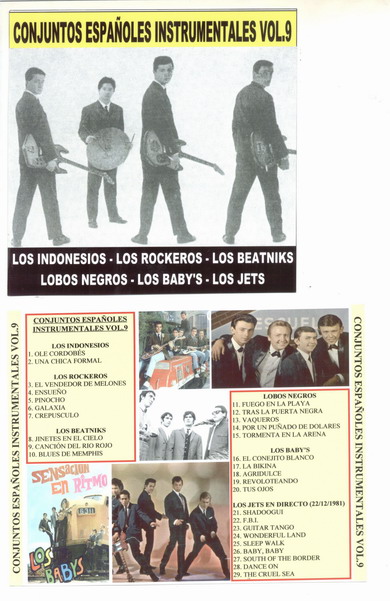 CONJUNTOS ESPAÑOLES INSTRUMENTALES VOL.9
LOS INDONESIOS - LOS ROCKEROS - LOS BEATNIKS
LOBOS NEGROS - LOS BABY'S - LOS JETS
CONJUNTOS ESPAÑOLES INSTRUMENTALES VOL.9
CONJUNTOS ESPAÑOLES
INSTRUMENTALES VOL.9
LOS INDONESIOS
1. OLE CORDOBÉS
2. UNA CHICA FORMAL
LOS ROCKEROS
3. EL VENDEDOR DE MELONES
4. ENSUEÑO
5. PINOCHO
6. GALAXIA
7. CREPUSCULO
LOS BEATNIKS
8. JINETES EN EL CIELO
9. CANCIÓN DEL RIO ROJO
10. BLUES DE MEMPHIS
SENSACIÓN
EN RITMO
LOS
BABYS
LOBOS NEGROS
11. FUEGO EN LA PLAYA
12. TRAS LA PUERTA NEGRA
13. VAQUEROS
14. POR UN PUÑADO DE DOLARES
15. TORMENTA EN LA ARENA
LOS BABY'S
16. EL CONEJITO BLANCO
17. LA BIKINA
18. AGRIDULCE
19. REVOLOTEANDO
20. TUS OJOS
LOS JETS EN DIRECTO (22/12/1981)
21. SHADOOGUI
22. F.B.I.
23. GUITAR TANGO
24. WONDERFUL LAND
25. SLEEP WALK
26. BABY, BABY
27. SOUTH OF THE BORDER
28. DANCE ON
29. THE CRUEL SEA
CONJUNTOS ESPAÑOLES INSTRUMENTALES VOL.9